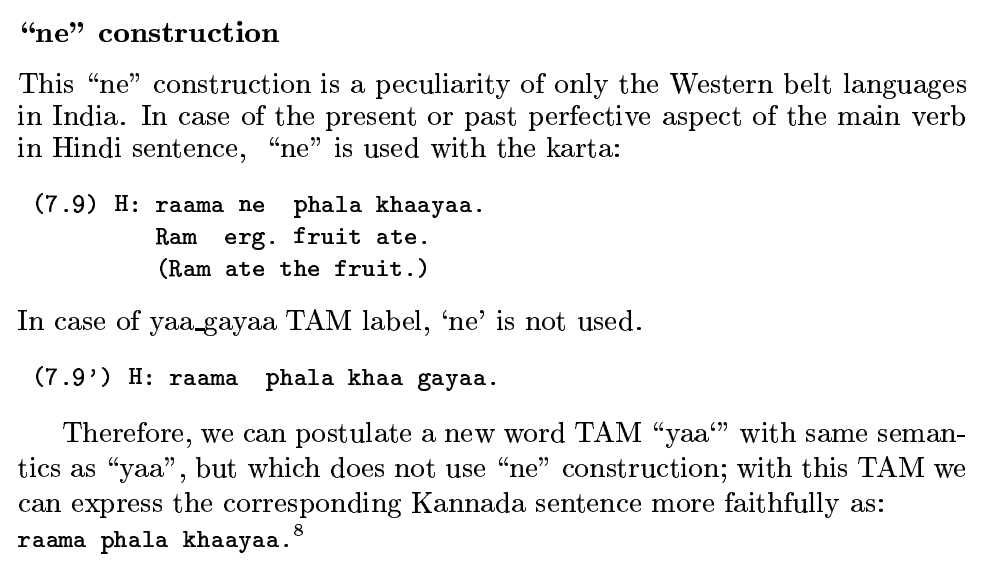 “ne” construction
This “ne” construction is a peculiarity of only the Western belt languages
in India. In case of the present or past perfective aspect of the main verb
in Hindi sentence, “ne” is used with the karta:
(7.9) H: raama ne phala khaayaa.
Ram erg. fruit ate.
(Ram ate the fruit.)
In case of yaa_gayaa TAM label, ‘ne’ is not used.
(7.9’) H: raama phala khaa gayaa.
Therefore, we can postulate a new word TAM “yaa‘” with same seman-
tics as “yaa”, but which does not use “ne” construction; with this TAM we
can express the corresponding Kannada sentence more faithfully as:
raama phala khaayaa.⁸